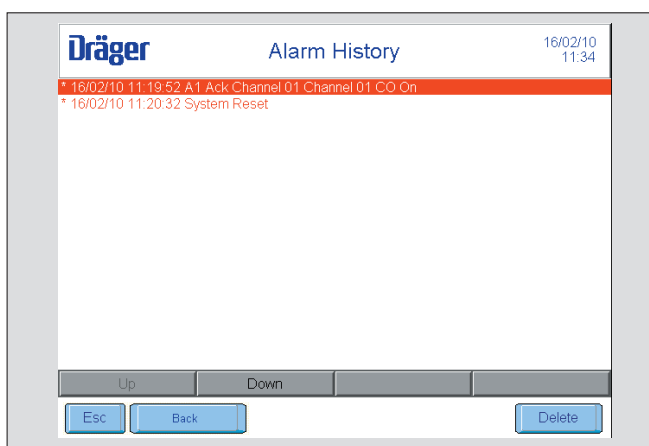 Dräger
Alarm History
16/02/10
11:34
* 16/02/10 11:19:52 A1 Ack Channel 01 Channel 01 CO On
* 16/02/10 11:20:32 System Reset
Up
Down
Esc
Back
Delete